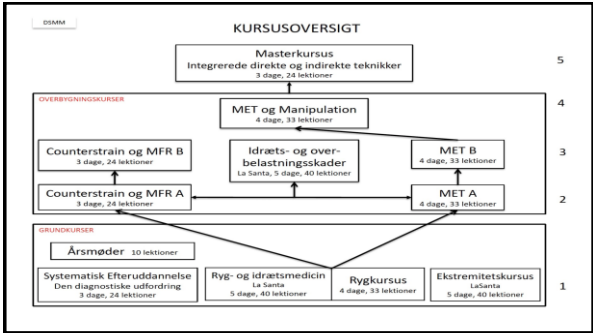 DSMM
KURSUSOVERSIGT
Masterkursus
Integrerede direkte og indirekte teknikker
3 dage, 24 lektioner
5
OVERBYGNINGSKURSER
4
MET og Manipulation
4 dage, 33 lektioner
Counterstrain og MFR B
3 dage, 24 lektioner
Idræts- og over-
belastningsskader
La Santa, 5 dage, 40 lektioner
MET B
4 dage, 33 lektioner
3
Counterstrain og MFR A
3 dage, 24 lektioner
MET A
4 dage, 33 lektioner
2
GRUNDKURSER
Årsmøder 10 lektioner
Systematisk Efteruddannelse
Den diagnostiske udfordring
3 dage, 24 lektioner
Ryg- og idrætsmedicin
La Santa
5 dage, 40 lektioner
Rygkursus
4 dage, 33 lektioner
Ekstremitetskursus
LaSanta
5 dage, 40 lektioner
1